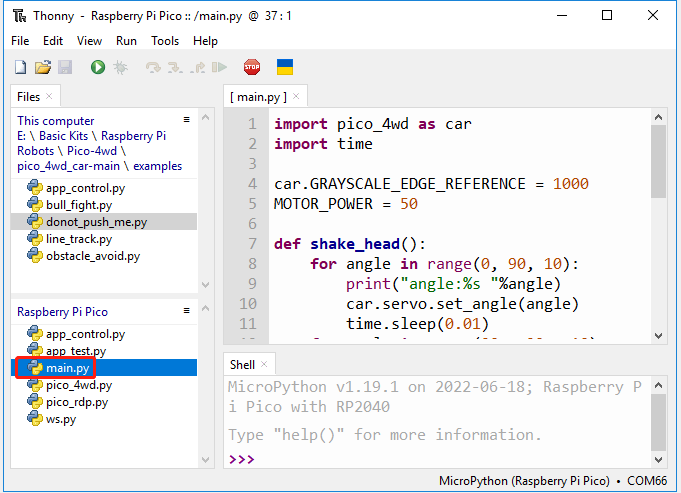 Thonny - Raspberry Pi Pico :: /main.py @ 37 : 1
File Edit View Run Tools Help
STOP
Files
This computer
E: \ Basic Kits \ Raspberry Pi
Robots \ Pico-4wd \
pico_4wd_car-main \ examples
app_control.py
bull_fight.py
donot_push_me.py
line_track.py
obstacle_avoid.py
Raspberry Pi Pico
app_control.py
app_test.py
main.py
pico_4wd.py
pico_rdp.py
ws.py
[ main.py ]
1 import pico_4wd as car
2 import time
3
4 car.GRAYSCALE_EDGE_REFERENCE = 1000
5 MOTOR_POWER = 50
6
7 def shake_head():
8 for angle in range(0, 90, 10):
9 print("angle:%s "%angle)
10 car.servo.set_angle(angle)
11 time.sleep(0.01)
Shell
MicroPython v1.19.1 on 2022-06-18; Raspberry P
i Pico with RP2040
Type "help()" for more information.
>>>
MicroPython (Raspberry Pi Pico) • COM66